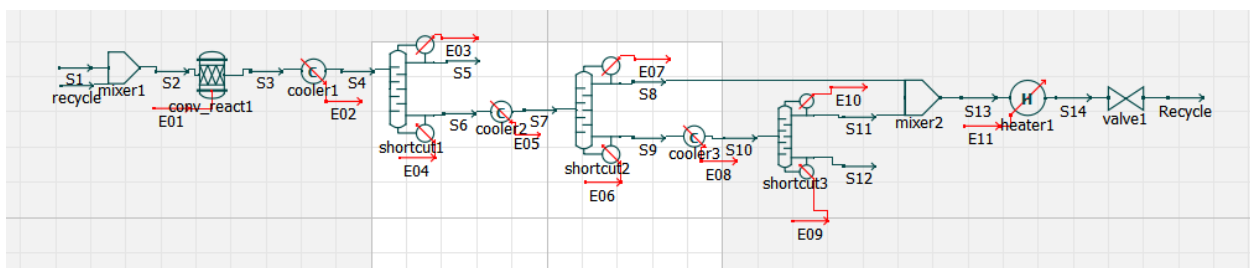 S1
recycle
mixer1
S2
E01
conv_react1
S3
C
cooler1
E02
S4
E03
S5
shortcut1
E04
S6
C
cooler2
E05
S7
E07
S8
shortcut2
E06
S9
C
cooler3
E08
S10
E10
S11
shortcut3
S12
E09
mixer2
S13
E11
H
heater1
S14
valve1
Recycle